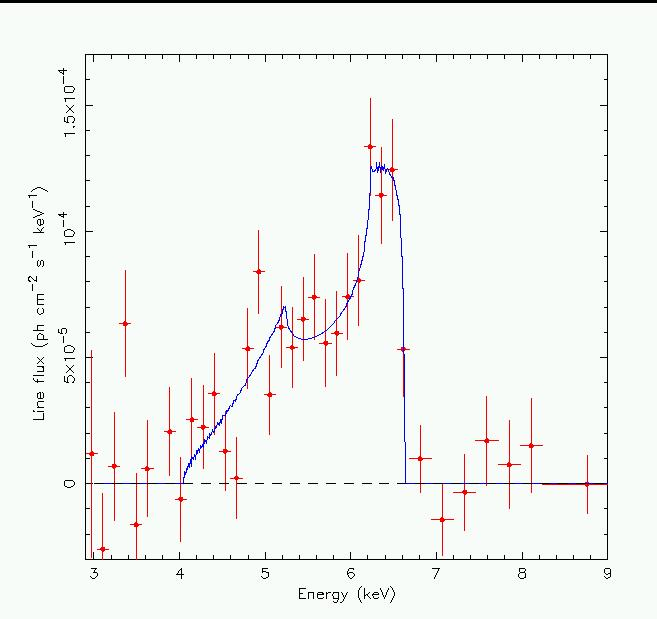 Line flux (ph cm⁻² s⁻¹ keV⁻¹)
1.5×10⁻⁴
10⁻⁴
5×10⁻⁵
0
3 4 5 6 7 8 9
Energy (keV)